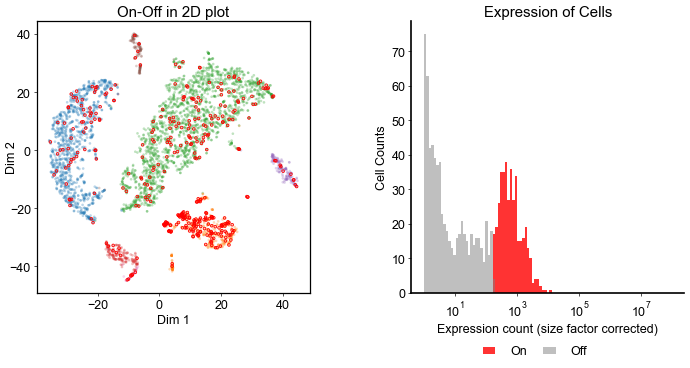 On-Off in 2D plot
Dim 2
40
20
0
−20
−40
−20
0
20
40
Dim 1
Expression of Cells
Cell Counts
70
60
50
40
30
20
10
0
10^1
10^3
10^5
10^7
Expression count (size factor corrected)
On
Off